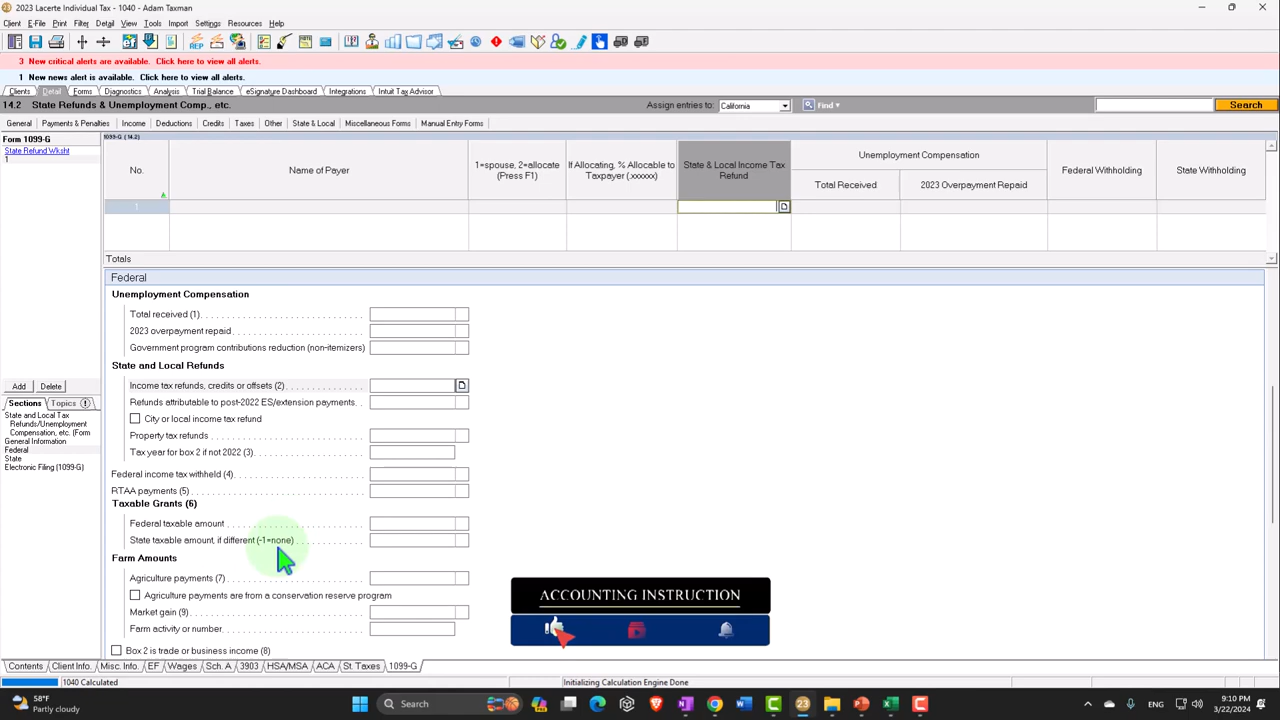 2023 Lacerte Individual Tax - 1040 - Adam Taxman
Client E-File Print Filter Detail View Tools Import Settings Resources Help
3 New critical alerts are available. Click here to view all alerts.
1 New news alert is available. Click here to view all alerts.
Clients Detail Forms Diagnostics Analysis Trial Balance eSignature Dashboard Integrations Intuit Tax Advisor
14.2 State Refunds & Unemployment Comp., etc. Assign entries to: California Find Search
General Payments & Penalties Income Deductions Credits Taxes Other State & Local Miscellaneous Forms Manual Entry Forms
Form 1099-G
State Refund Wksht
1
Add Delete
Sections Topics
State and Local Tax
Refunds/Unemployment
Compensation, etc. (Form
General Information
Federal
State
Electronic Filing (1099-G)
1099-G (14.2)
No. Name of Payer 1=spouse, 2=allocate (Press F1) If Allocating, % Allocable to Taxpayer (.xxxxxx) State & Local Income Tax Refund Unemployment Compensation Total Received 2023 Overpayment Repaid Federal Withholding State Withholding
1
Totals
Federal
Unemployment Compensation
Total received (1)
2023 overpayment repaid
Government program contributions reduction (non-itemizers)
State and Local Refunds
Income tax refunds, credits or offsets (2)
Refunds attributable to post-2022 ES/extension payments
City or local income tax refund
Property tax refunds
Tax year for box 2 if not 2022 (3)
Federal income tax withheld (4)
RTAA payments (5)
Taxable Grants (6)
Federal taxable amount
State taxable amount, if different (-1=none)
Farm Amounts
Agriculture payments (7)
Agriculture payments are from a conservation reserve program
Market gain (9)
Farm activity or number
Box 2 is trade or business income (8)
ACCOUNTING INSTRUCTION
Contents Client Info. Misc. Info. EF Wages Sch. A 3903 HSA/MSA ACA St. Taxes 1099-G
1040 Calculated Initializing Calculation Engine Done
58°F
Partly cloudy
Search
23
ENG
9:10 PM
3/22/2024